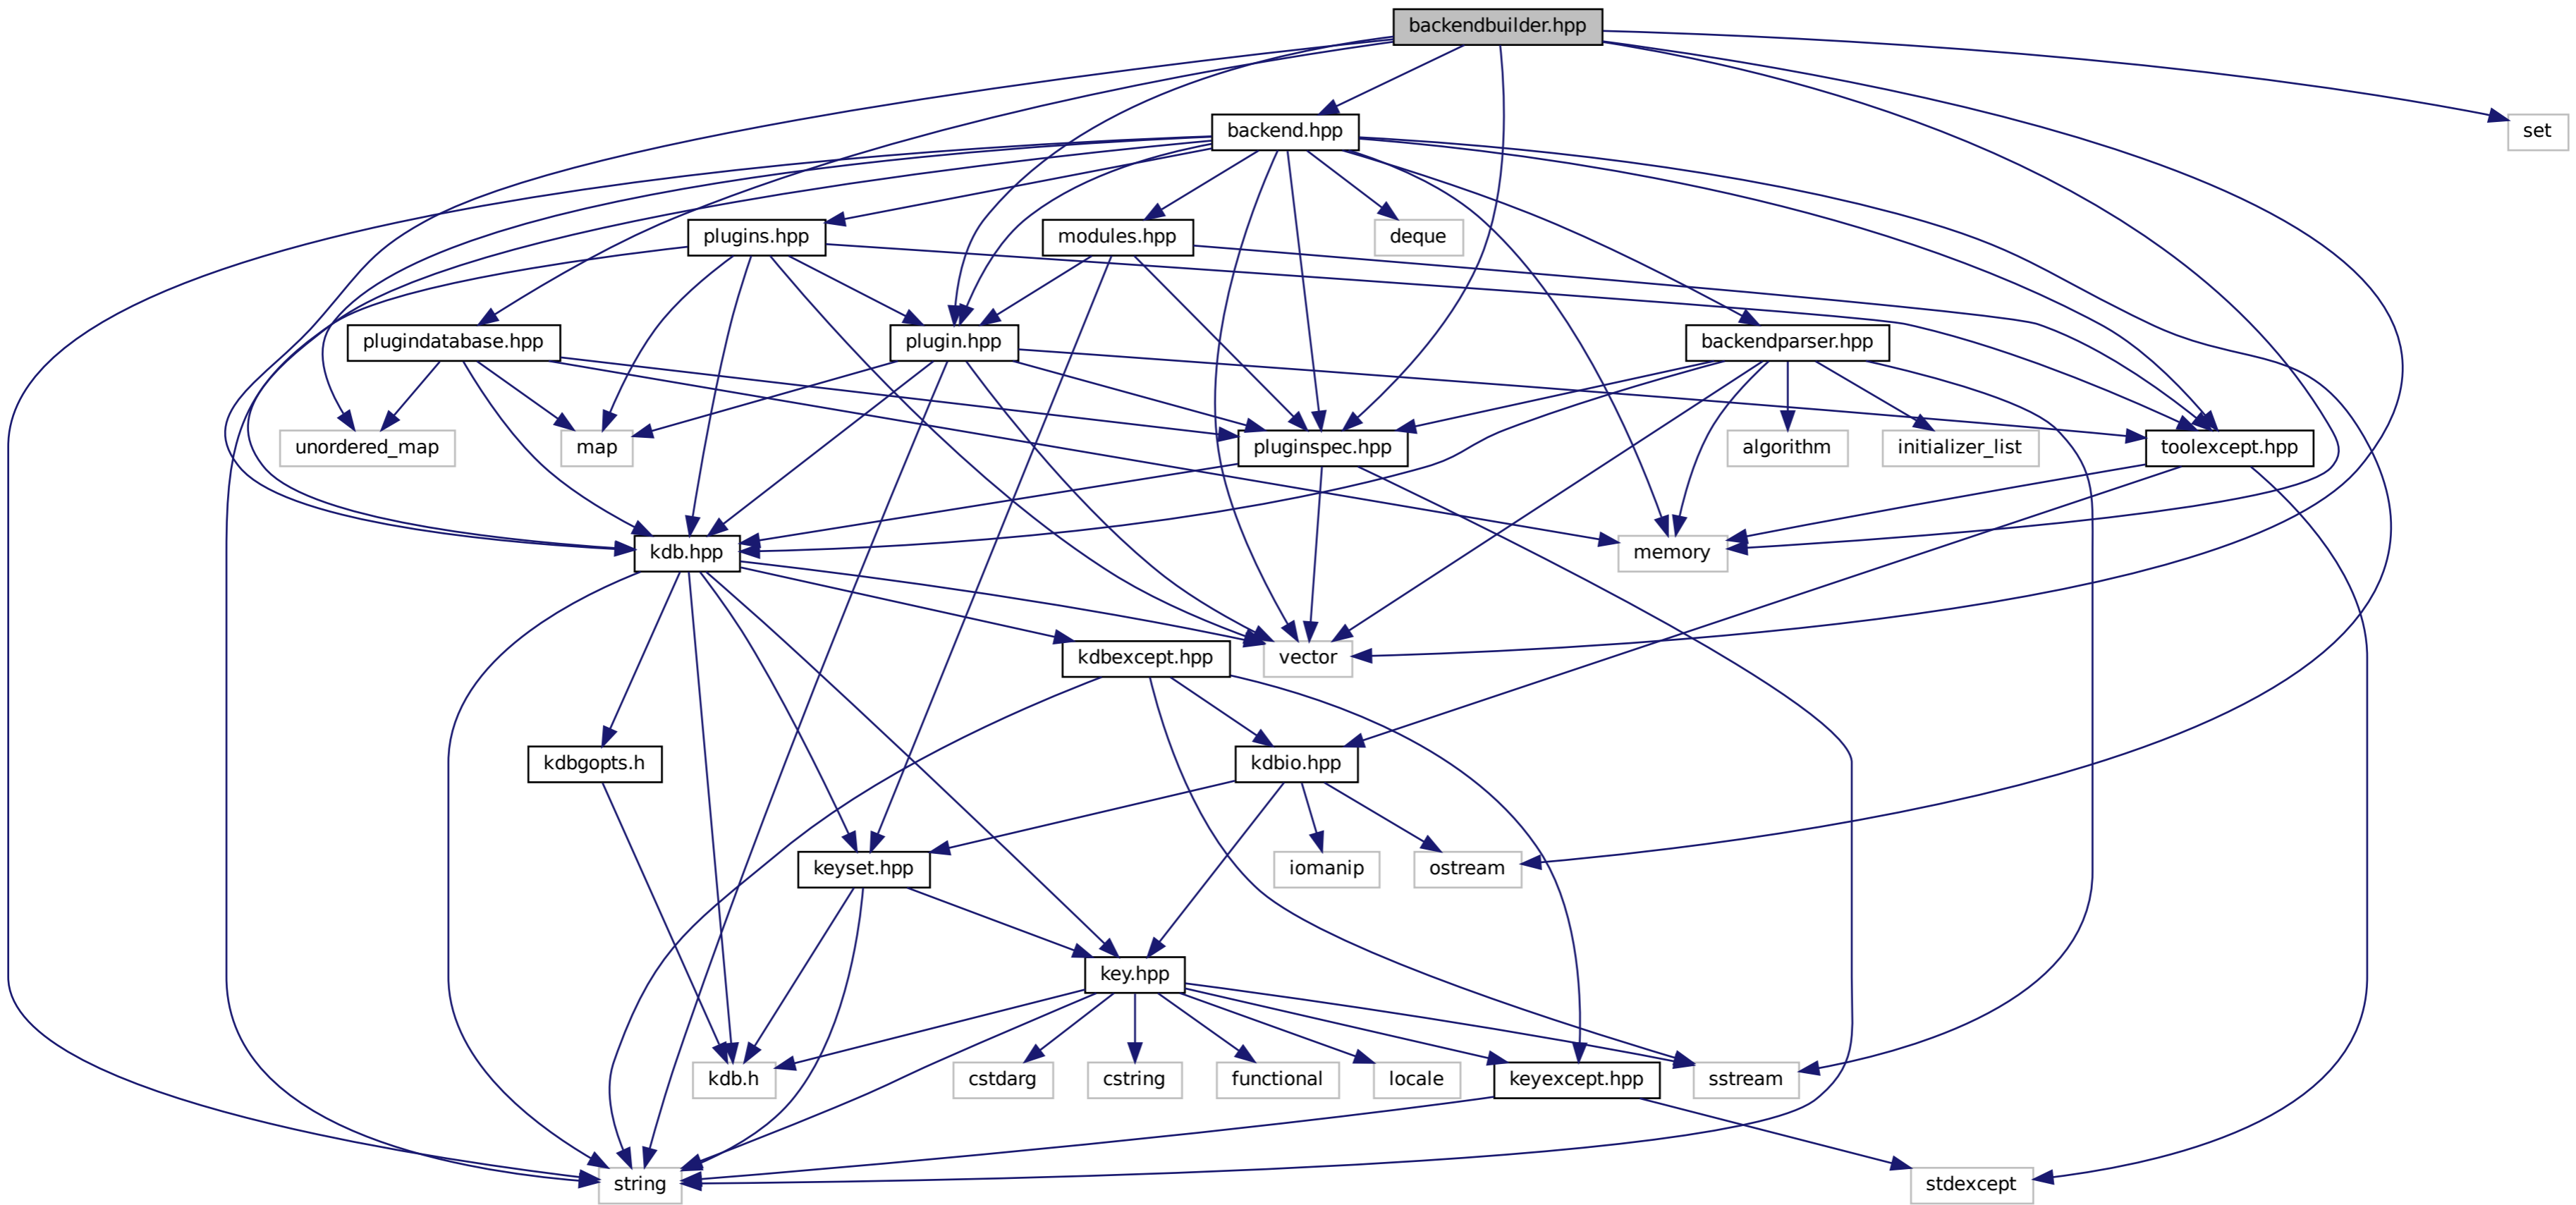 backendbuilder.hpp
backend.hpp
set
plugins.hpp
modules.hpp
deque
plugindatabase.hpp
plugin.hpp
backendparser.hpp
unordered_map
map
pluginspec.hpp
algorithm
initializer_list
toolexcept.hpp
kdb.hpp
memory
kdbexcept.hpp
vector
kdbgopts.h
kdbio.hpp
keyset.hpp
iomanip
ostream
key.hpp
kdb.h
cstdarg
cstring
functional
locale
keyexcept.hpp
sstream
string
stdexcept